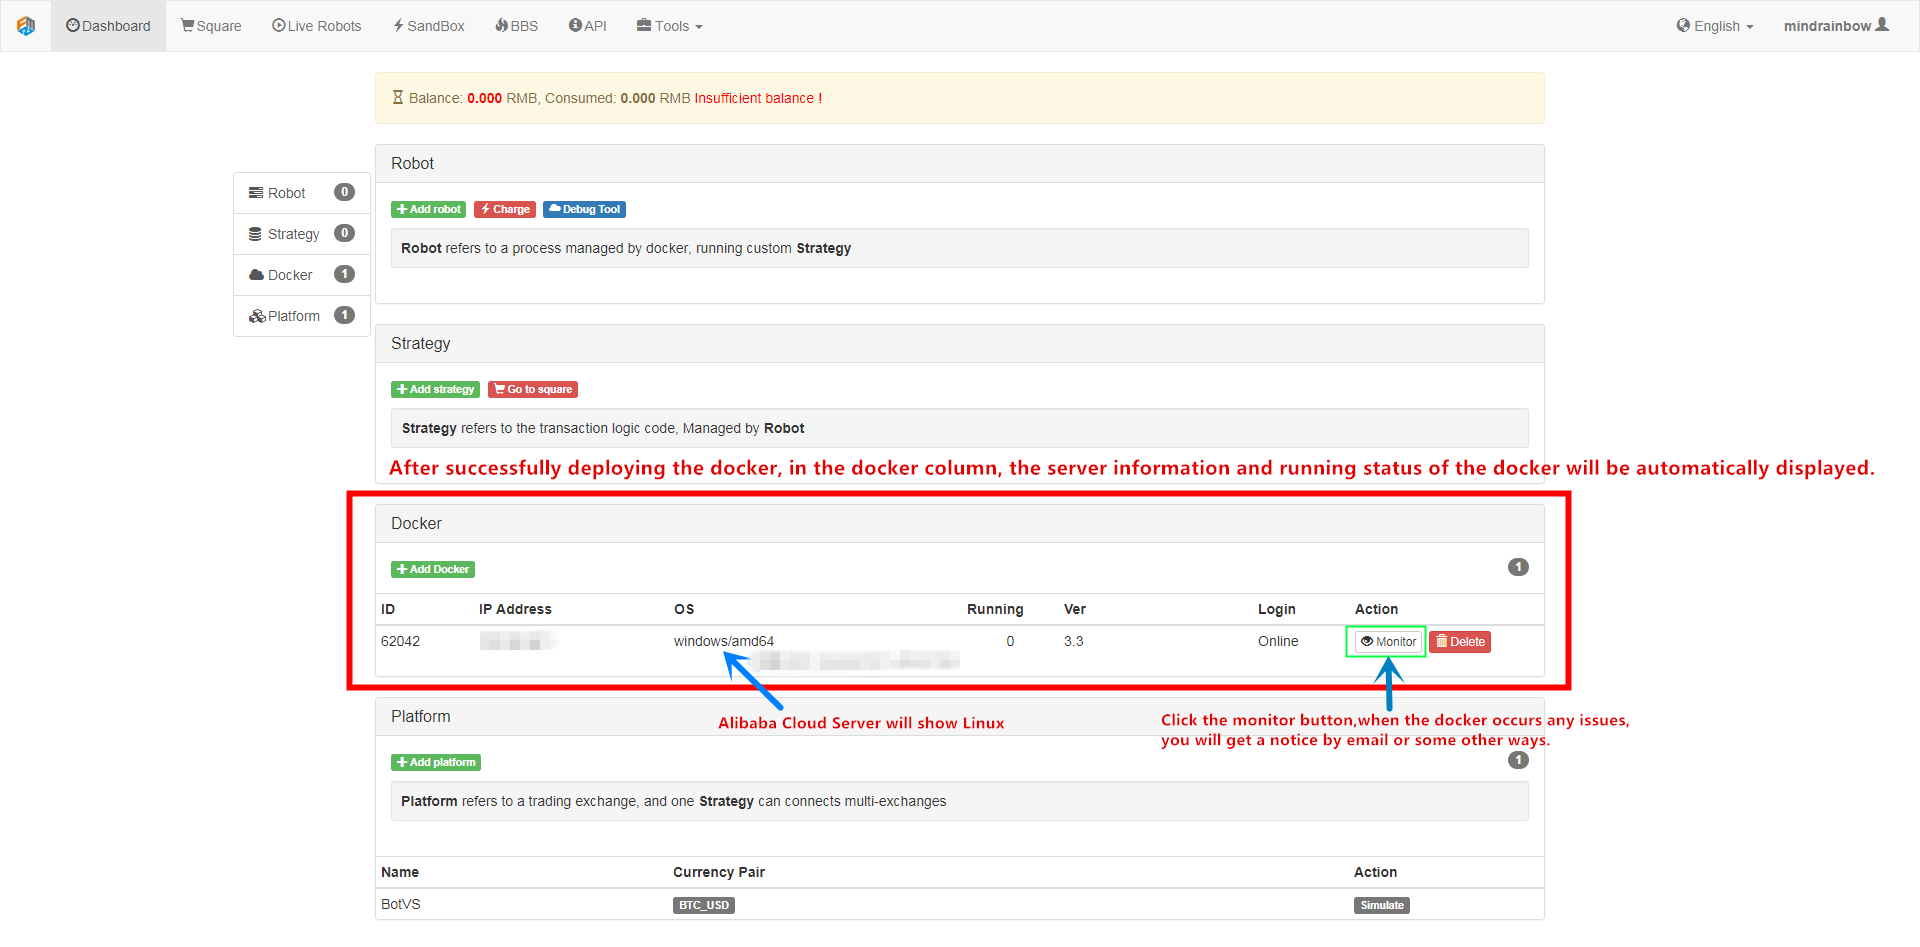 Dashboard Square Live Robots SandBox BBS API Tools English mindrainbow
Balance: 0.000 RMB, Consumed: 0.000 RMB Insufficient balance !
Robot 0
Strategy 0
Docker 1
Platform 1
Robot
Add robot Charge Debug Tool
Robot refers to a process managed by docker, running custom Strategy
Strategy
Add strategy Go to square
Strategy refers to the transaction logic code, Managed by Robot
After successfully deploying the docker, in the docker column, the server information and running status of the docker will be automatically displayed.
Docker
Add Docker 1
ID IP Address OS Running Ver Login Action
62042 windows/amd64 0 3.3 Online Monitor Delete
Alibaba Cloud Server will show Linux
Click the monitor button,when the docker occurs any issues,
you will get a notice by email or some other ways.
Platform
Add platform 1
Platform refers to a trading exchange, and one Strategy can connects multi-exchanges
Name Currency Pair Action
BotVS BTC_USD Simulate